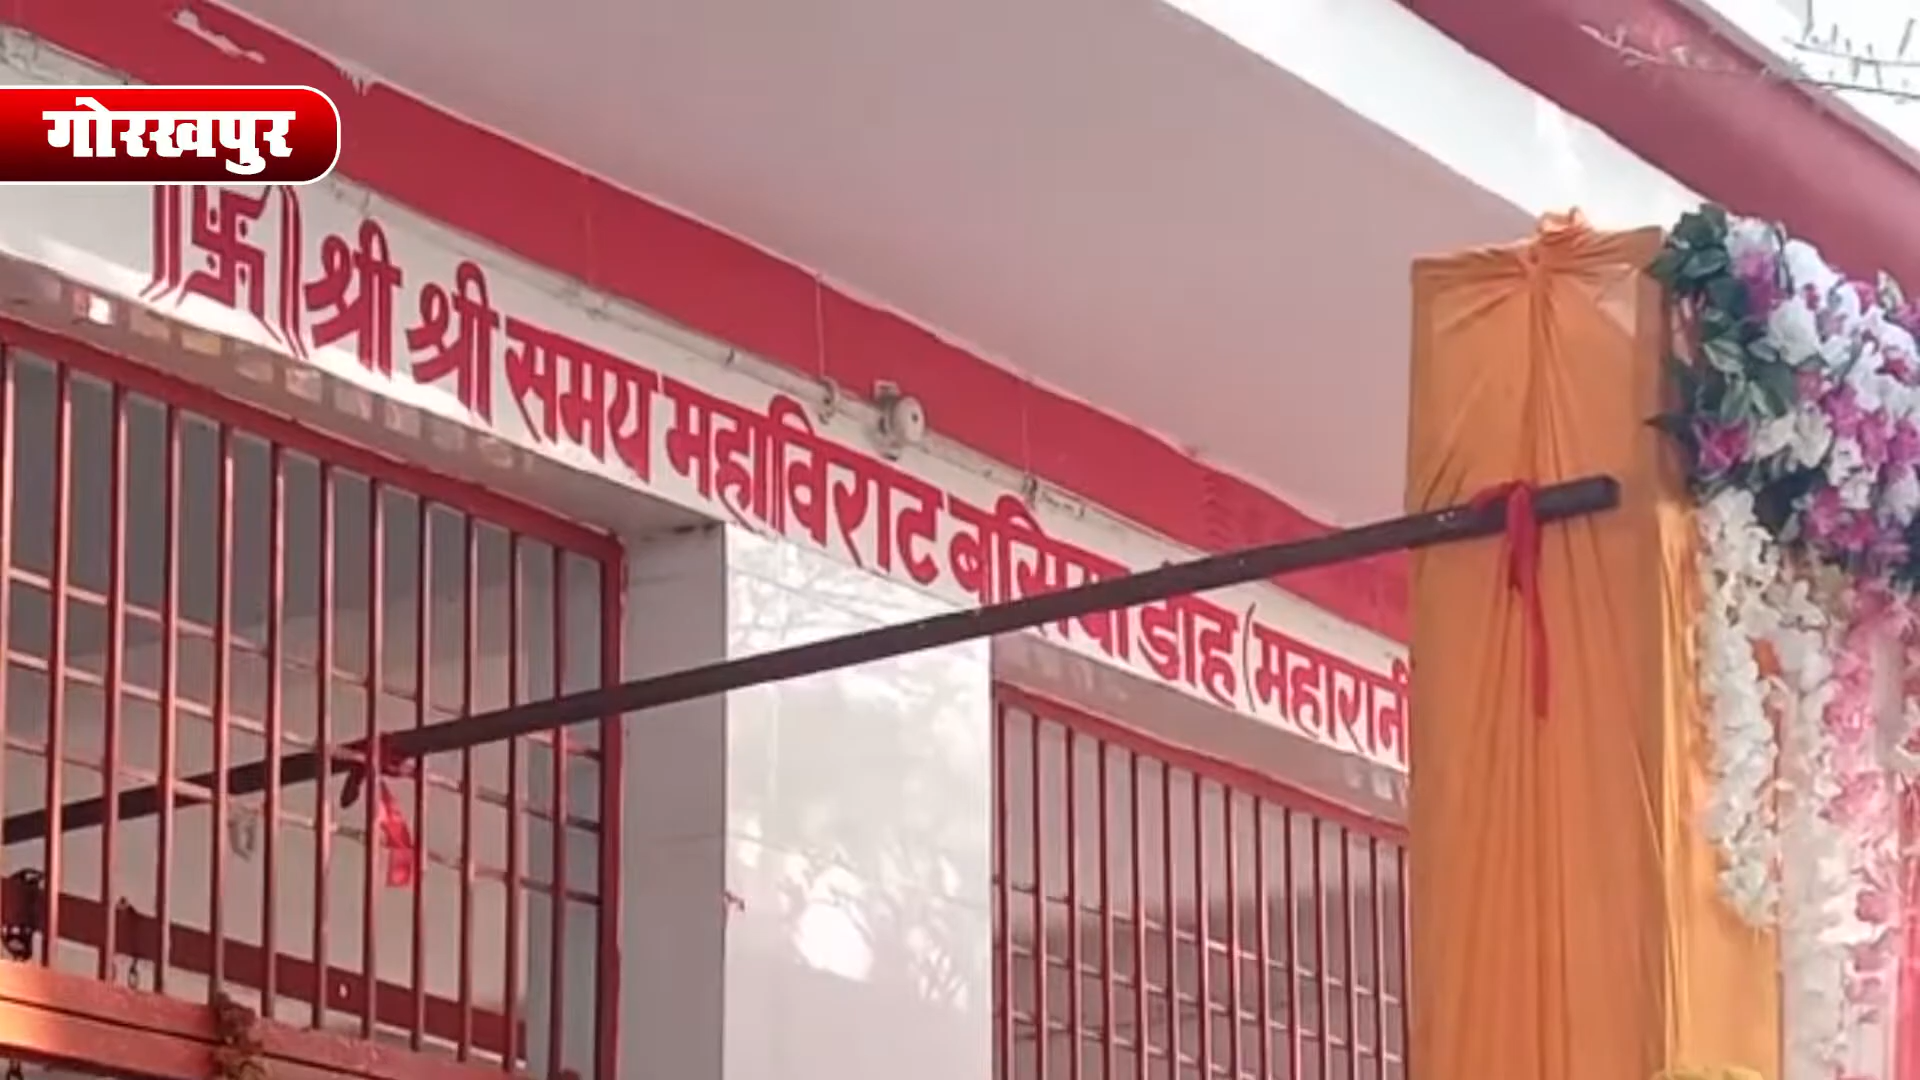 गोरखपुर
श्री श्री समय महाविराट डीह (महारानी